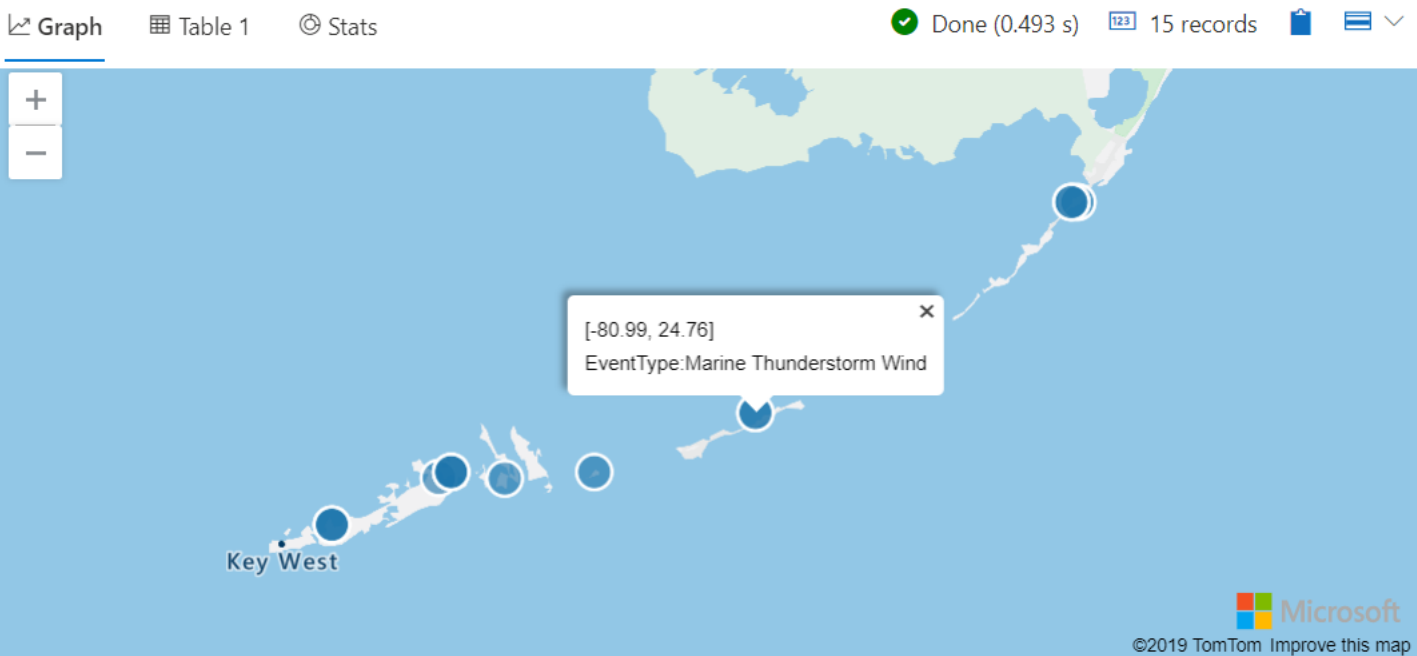 Graph Table 1 Stats Done (0.493 s) 123 15 records
+
−
[-80.99, 24.76]
EventType:Marine Thunderstorm Wind
Key West
Microsoft
©2019 TomTom Improve this map